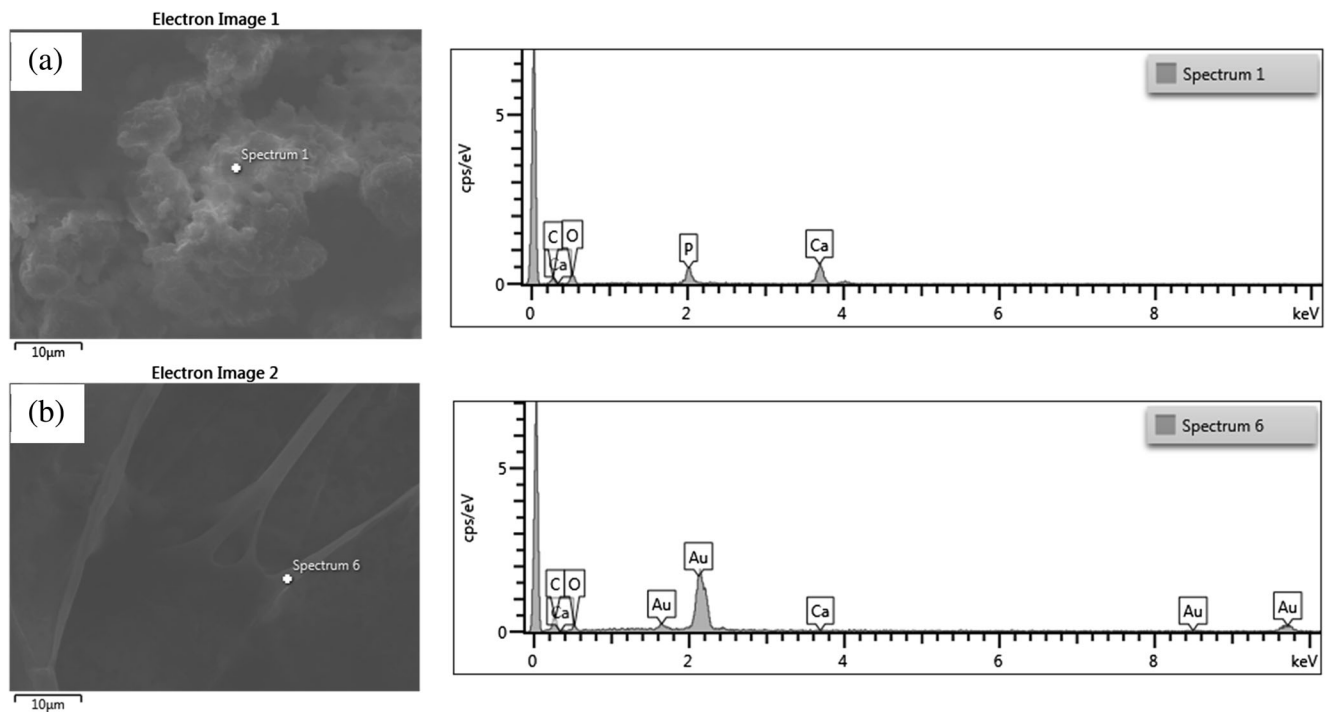 Electron Image 1
(a)
Spectrum 1
10µm
cps/eV
5
0
C
O
Ca
P
Ca
Spectrum 1
0 2 4 6 8 keV
Electron Image 2
(b)
Spectrum 6
10µm
cps/eV
5
0
C
O
Ca
Au
Au
Ca
Au
Au
Spectrum 6
0 2 4 6 8 keV